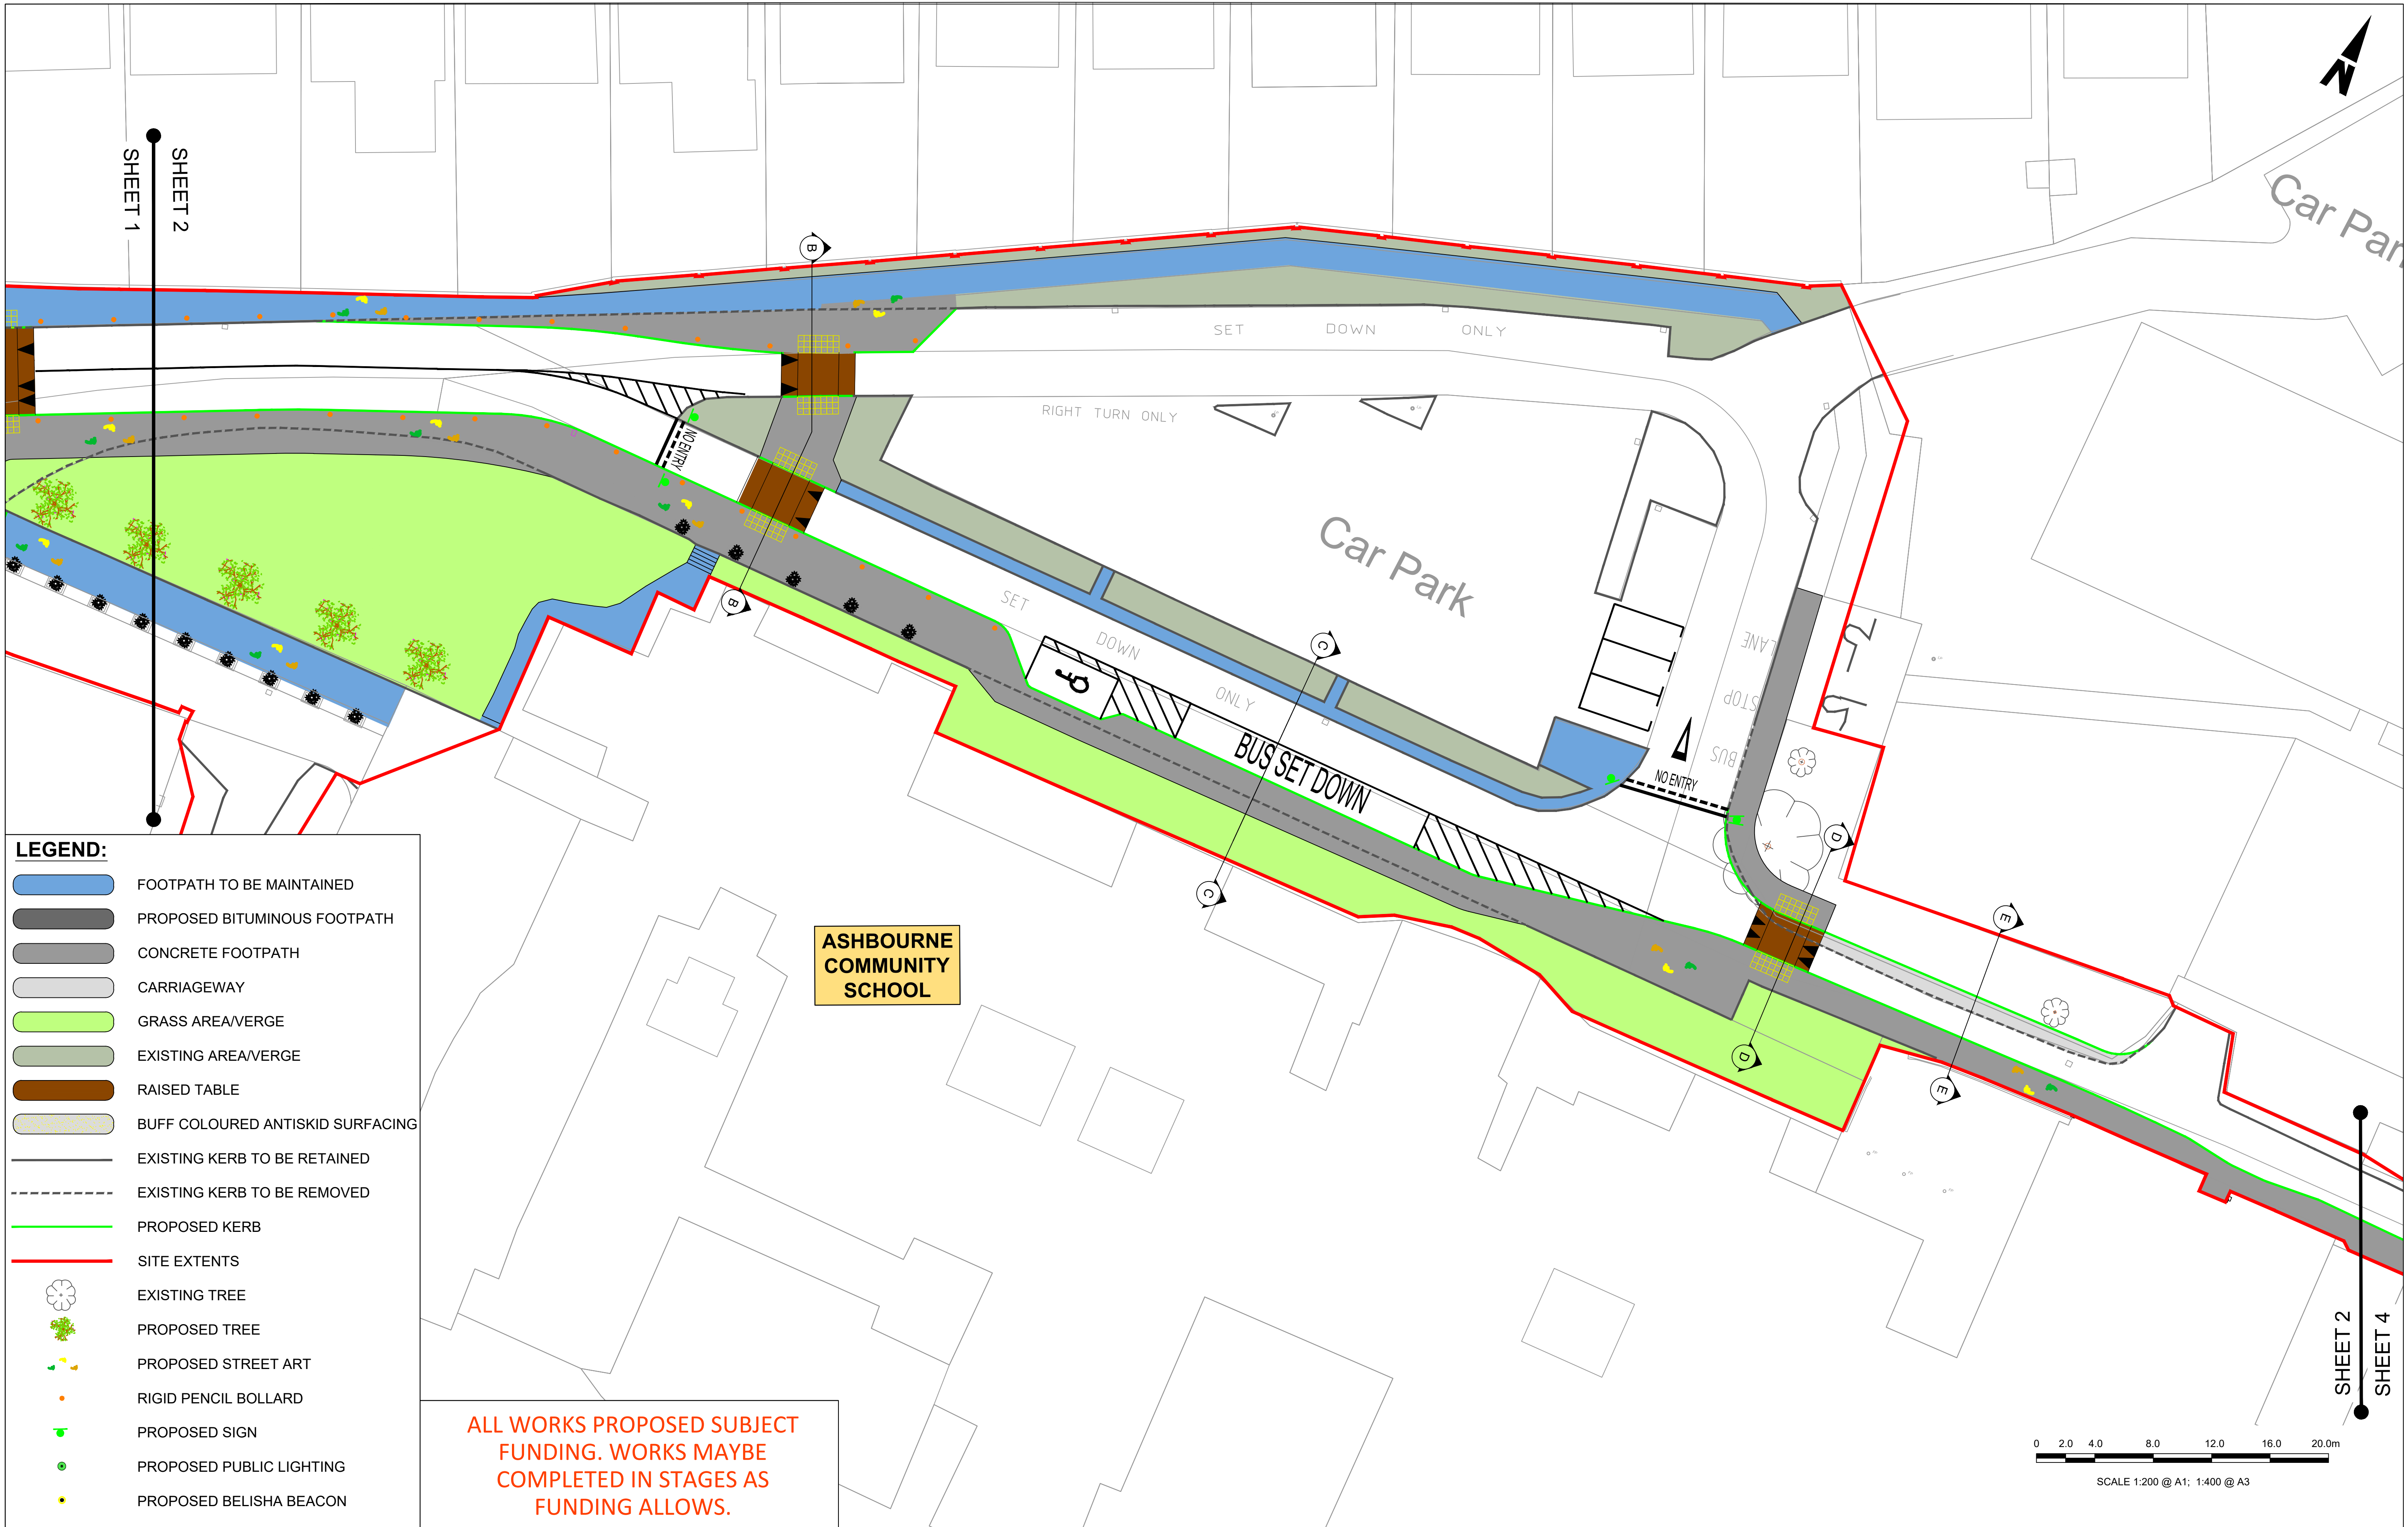 N
Car Par
SHEET 1
SHEET 2
B
SET DOWN ONLY
RIGHT TURN ONLY
NO ENTRY
Car Park
SET DOWN ONLY
C
BUS SET DOWN
LANE
STOP
BUS
NO ENTRY
B
C
D
E
D
E
ASHBOURNE
COMMUNITY
SCHOOL
LEGEND:
FOOTPATH TO BE MAINTAINED
PROPOSED BITUMINOUS FOOTPATH
CONCRETE FOOTPATH
CARRIAGEWAY
GRASS AREA/VERGE
EXISTING AREA/VERGE
RAISED TABLE
BUFF COLOURED ANTISKID SURFACING
EXISTING KERB TO BE RETAINED
EXISTING KERB TO BE REMOVED
PROPOSED KERB
SITE EXTENTS
EXISTING TREE
PROPOSED TREE
PROPOSED STREET ART
RIGID PENCIL BOLLARD
PROPOSED SIGN
PROPOSED PUBLIC LIGHTING
PROPOSED BELISHA BEACON
ALL WORKS PROPOSED SUBJECT
FUNDING. WORKS MAYBE
COMPLETED IN STAGES AS
FUNDING ALLOWS.
SHEET 2
SHEET 4
0 2.0 4.0 8.0 12.0 16.0 20.0m
SCALE 1:200 @ A1; 1:400 @ A3